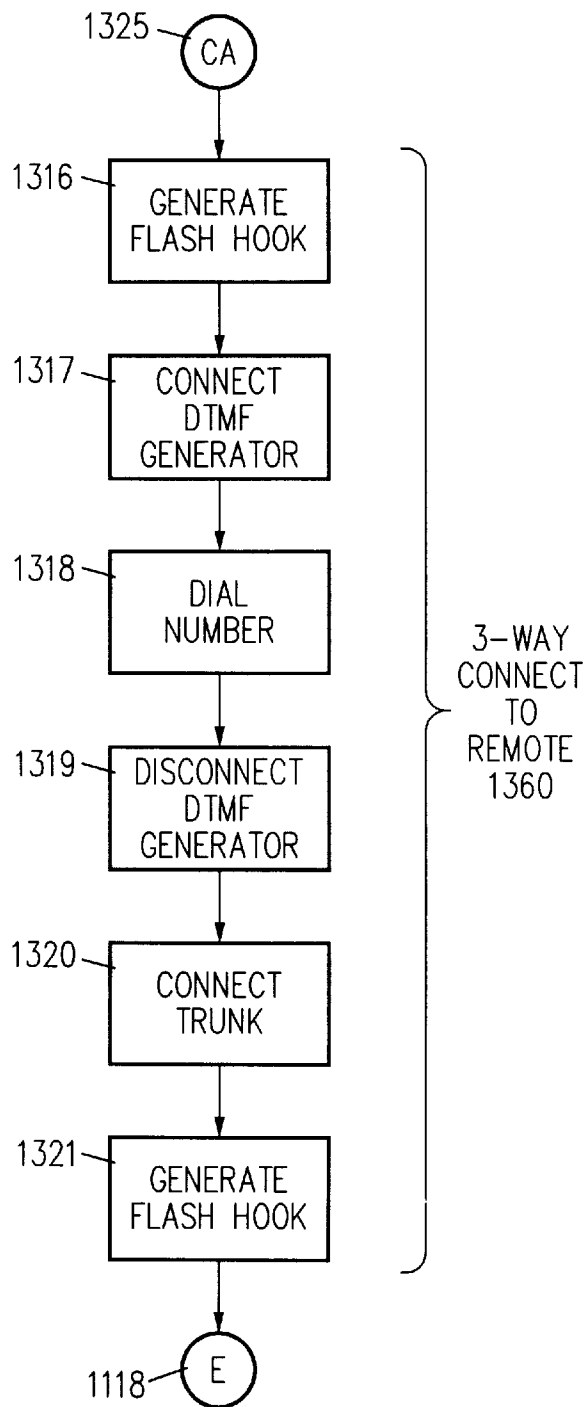 1325
CA
1316
GENERATE
FLASH HOOK
1317
CONNECT
DTMF
GENERATOR
1318
DIAL
NUMBER
3-WAY
CONNECT
TO
REMOTE
1360
1319
DISCONNECT
DTMF
GENERATOR
1320
CONNECT
TRUNK
1321
GENERATE
FLASH HOOK
E
1118